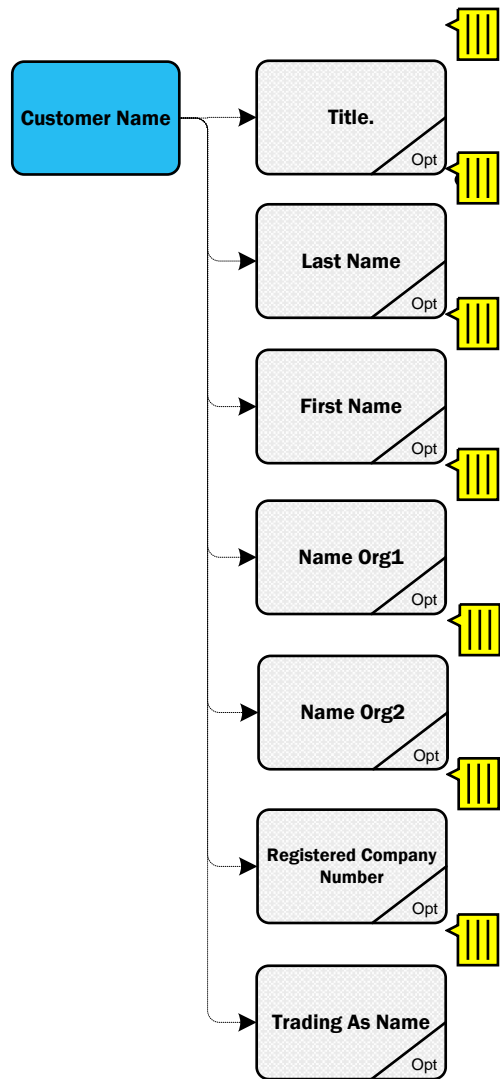 Customer Name
Title.
Opt
Last Name
Opt
First Name
Opt
Name Org1
Opt
Name Org2
Opt
Registered Company
Number
Opt
Trading As Name
Opt